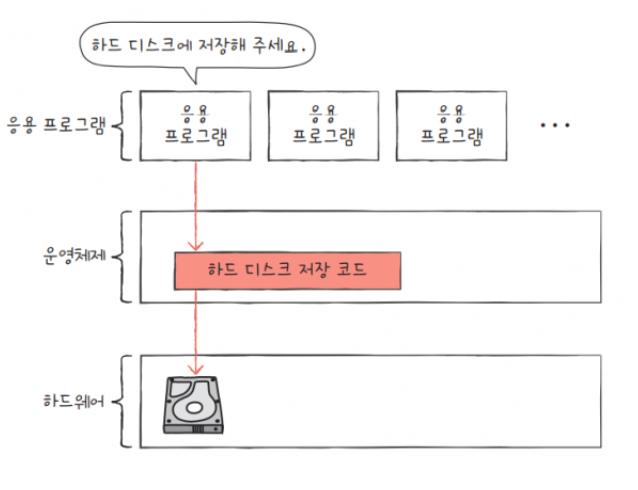 하드 디스크에 저장해 주세요.
응용 프로그램
응용
프로그램
응용
프로그램
응용
프로그램
...
운영체제
하드 디스크 저장 코드
하드웨어